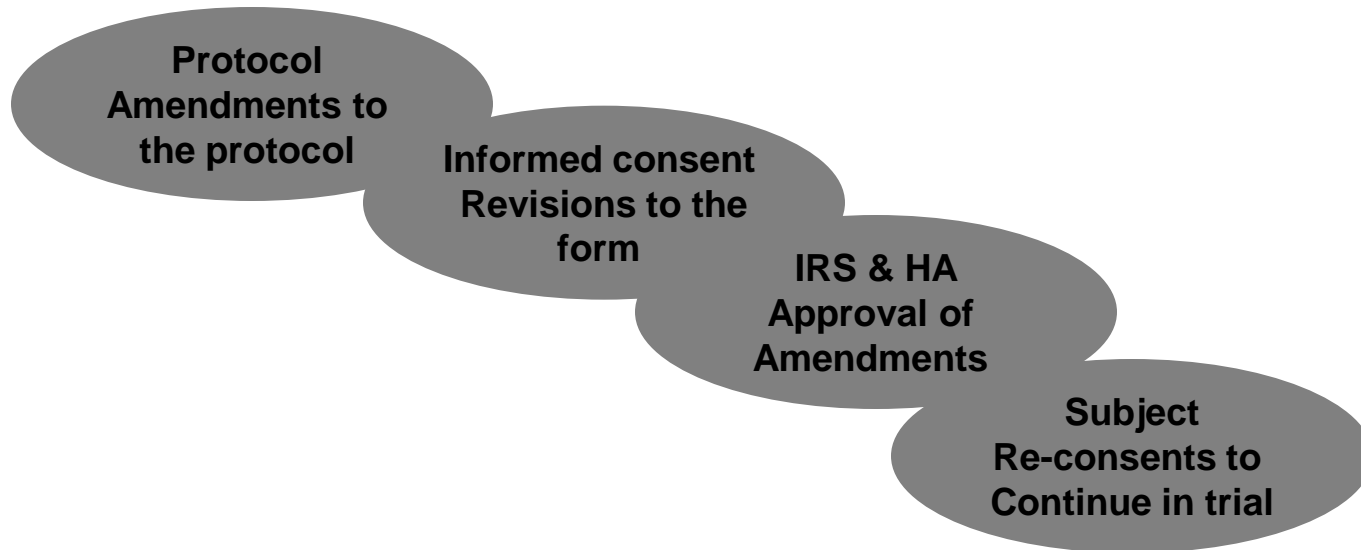 Protocol
Amendments to
the protocol
Informed consent
Revisions to the
form
IRS & HA
Approval of
Amendments
Subject
Re-consents to
Continue in trial